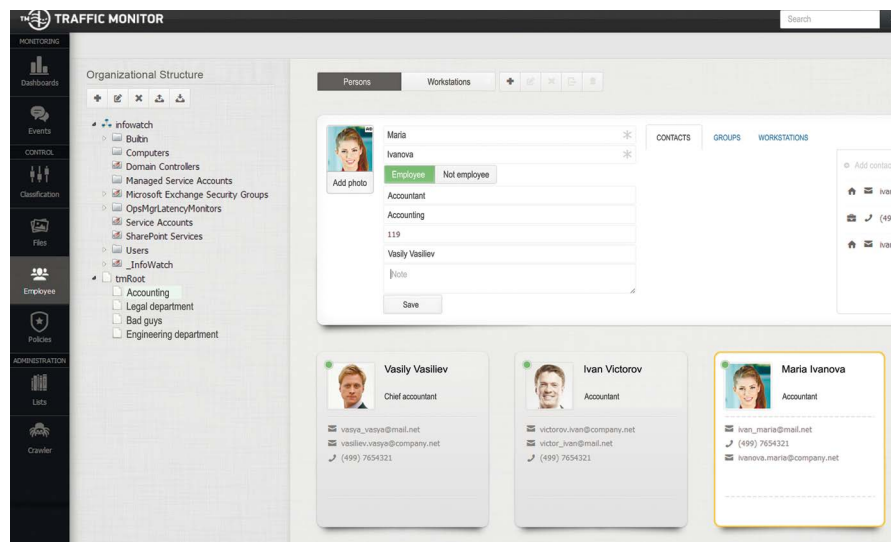 TM TRAFFIC MONITOR
Search
MONITORING
Dashboards
Events
CONTROL
Classification
Files
Employee
Policies
ADMINISTRATION
Lists
Crawler
Organizational Structure
infowatch
Builtin
Computers
Domain Controllers
Managed Service Accounts
Microsoft Exchange Security Groups
OpsMgrLatencyMonitors
Service Accounts
SharePoint Services
Users
_InfoWatch
tmRoot
Accounting
Legal department
Bad guys
Engineering department
Persons
Workstations
Add photo
Maria
Ivanova
Employee
Not employee
Accountant
Accounting
119
Vasily Vasiliev
Note
Save
CONTACTS
GROUPS
WORKSTATIONS
Add contac
ivan
(49
ivan
Vasily Vasiliev
Chief accountant
vasya_vasya@mail.net
vasiliev.vasya@company.net
(499) 7654321
Ivan Victorov
Accountant
victorov.ivan@company.net
victor_ivan@mail.net
(499) 7654321
Maria Ivanova
Accountant
ivan_maria@mail.net
(499) 7654321
ivanova.maria@company.net